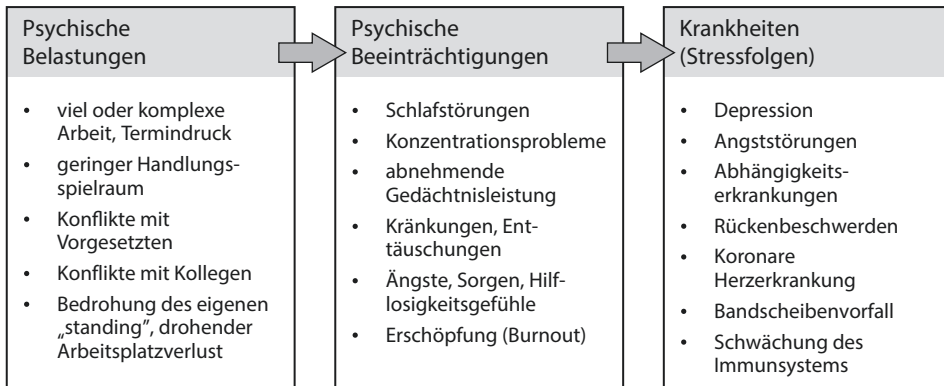 Psychische
Belastungen
• viel oder komplexe
Arbeit, Termindruck
• geringer Handlungs-
spielraum
• Konflikte mit
Vorgesetzten
• Konflikte mit Kollegen
• Bedrohung des eigenen
„standing“, drohender
Arbeitsplatzverlust
Psychische
Beeinträchtigungen
• Schlafstörungen
• Konzentrationsprobleme
• abnehmende
Gedächtnisleistung
• Kränkungen, Ent-
täuschungen
• Ängste, Sorgen, Hilf-
losigkeitsgefühle
• Erschöpfung (Burnout)
Krankheiten
(Stressfolgen)
• Depression
• Angststörungen
• Abhängigkeits-
erkrankungen
• Rückenbeschwerden
• Koronare
Herzerkrankung
• Bandscheibenvorfall
• Schwächung des
Immunsystems